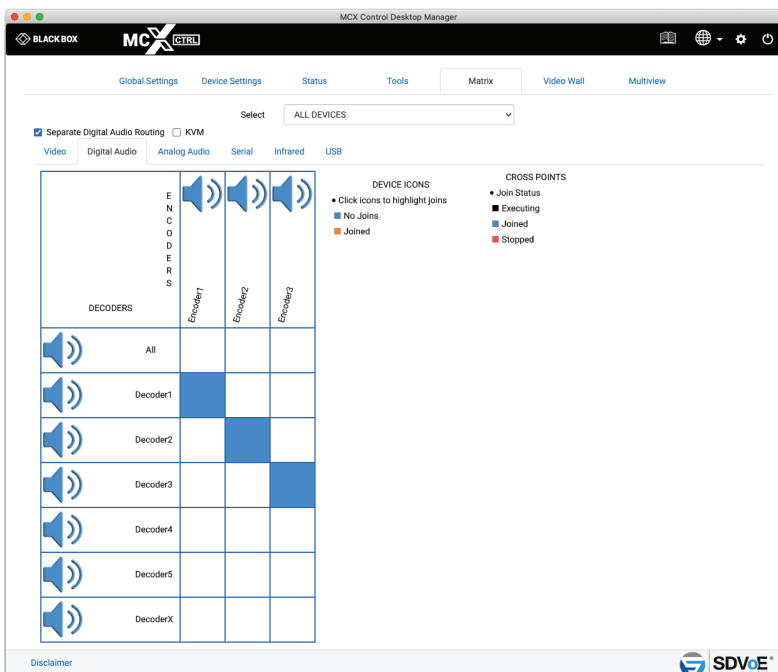 MCX Control Desktop Manager
BLACK BOX
MCX CTRL
Global Settings Device Settings Status Tools Matrix Video Wall Multiview
Select ALL DEVICES
Separate Digital Audio Routing KVM
Video Digital Audio Analog Audio Serial Infrared USB
ENCODERS
DECODERS
Encoder1 Encoder2 Encoder3
All
Decoder1
Decoder2
Decoder3
Decoder4
Decoder5
DecoderX
DEVICE ICONS
• Click icons to highlight joins
No Joins
Joined
CROSS POINTS
• Join Status
Executing
Joined
Stopped
Disclaimer
SDVoE